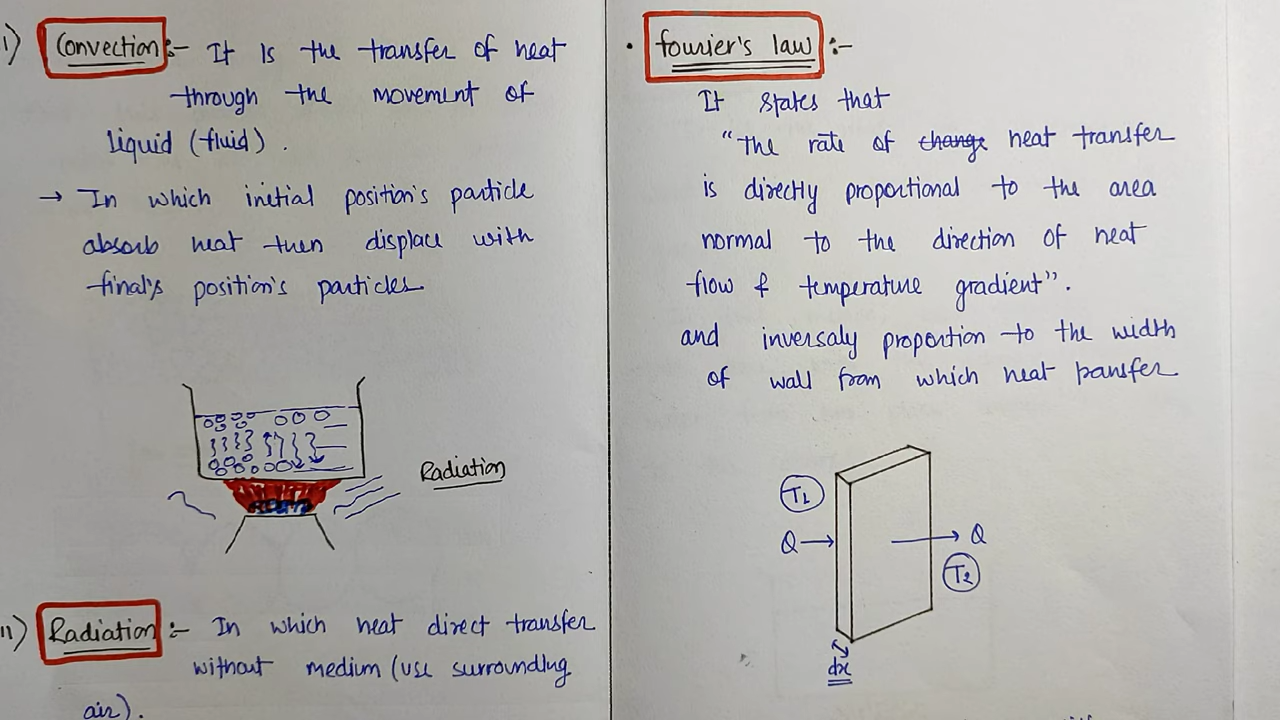 i) Convection :- It Is the transfer of heat
through the movement of
liquid (fluid).
→ In which inetial position's particle
absorb heat then displace with
final's position's particles
Radiation
ii) Radiation :- In which heat direct transfer
without medium (use surrounding
air).
• fourier's law :-
It states that
"the rate of change heat transfer
is directly proportional to the area
normal to the direction of heat
flow & temperature gradient".
and inversaly proportion to the width
of wall from which heat transfer
T1
Q → → Q
T2
dx